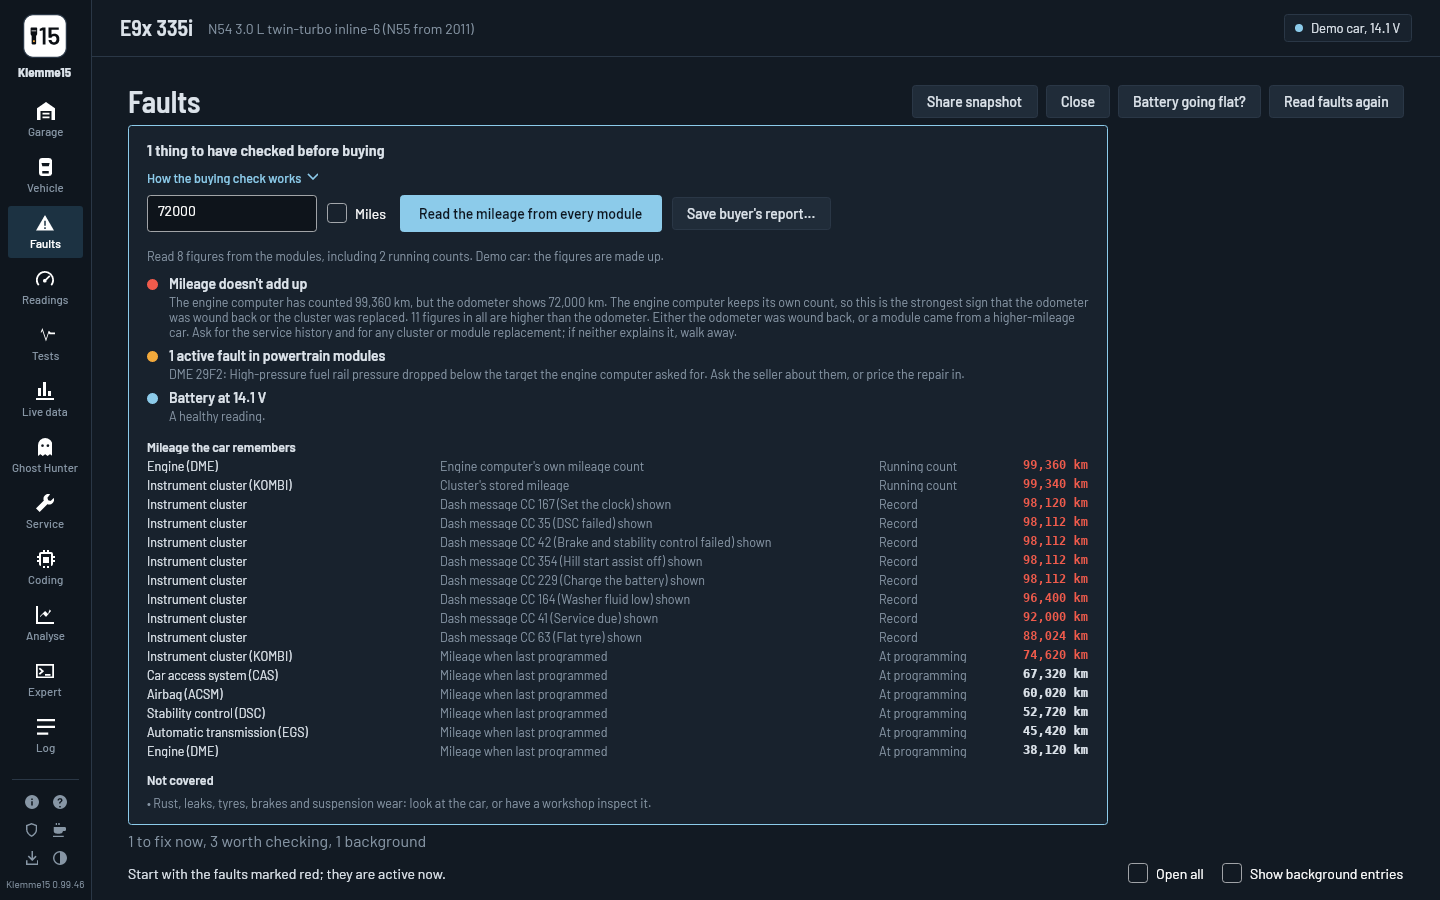 15
Klemme15
Garage
Vehicle
Faults
Readings
Tests
Live data
Ghost Hunter
Service
Coding
Analyse
Expert
Log
Klemme15 0.99.46
E9x 335i N54 3.0 L twin-turbo inline-6 (N55 from 2011)
Demo car, 14.1 V
Faults
Share snapshot
Close
Battery going flat?
Read faults again
1 thing to have checked before buying
How the buying check works
72000
Miles
Read the mileage from every module
Save buyer's report...
Read 8 figures from the modules, including 2 running counts. Demo car: the figures are made up.
Mileage doesn't add up
The engine computer has counted 99,360 km, but the odometer shows 72,000 km. The engine computer keeps its own count, so this is the strongest sign that the odometer
was wound back or the cluster was replaced. 11 figures in all are higher than the odometer. Either the odometer was wound back, or a module came from a higher-mileage
car. Ask for the service history and for any cluster or module replacement; if neither explains it, walk away.
1 active fault in powertrain modules
DME 29F2: High-pressure fuel rail pressure dropped below the target the engine computer asked for. Ask the seller about them, or price the repair in.
Battery at 14.1 V
A healthy reading.
Mileage the car remembers
Engine (DME) Engine computer's own mileage count Running count 99,360 km
Instrument cluster (KOMBI) Cluster's stored mileage Running count 99,340 km
Instrument cluster Dash message CC 167 (Set the clock) shown Record 98,120 km
Instrument cluster Dash message CC 35 (DSC failed) shown Record 98,112 km
Instrument cluster Dash message CC 42 (Brake and stability control failed) shown Record 98,112 km
Instrument cluster Dash message CC 354 (Hill start assist off) shown Record 98,112 km
Instrument cluster Dash message CC 229 (Charge the battery) shown Record 98,112 km
Instrument cluster Dash message CC 164 (Washer fluid low) shown Record 96,400 km
Instrument cluster Dash message CC 41 (Service due) shown Record 92,000 km
Instrument cluster Dash message CC 63 (Flat tyre) shown Record 88,024 km
Instrument cluster (KOMBI) Mileage when last programmed At programming 74,620 km
Car access system (CAS) Mileage when last programmed At programming 67,320 km
Airbag (ACSM) Mileage when last programmed At programming 60,020 km
Stability control (DSC) Mileage when last programmed At programming 52,720 km
Automatic transmission (EGS) Mileage when last programmed At programming 45,420 km
Engine (DME) Mileage when last programmed At programming 38,120 km
Not covered
• Rust, leaks, tyres, brakes and suspension wear: look at the car, or have a workshop inspect it.
1 to fix now, 3 worth checking, 1 background
Start with the faults marked red; they are active now.
Open all
Show background entries